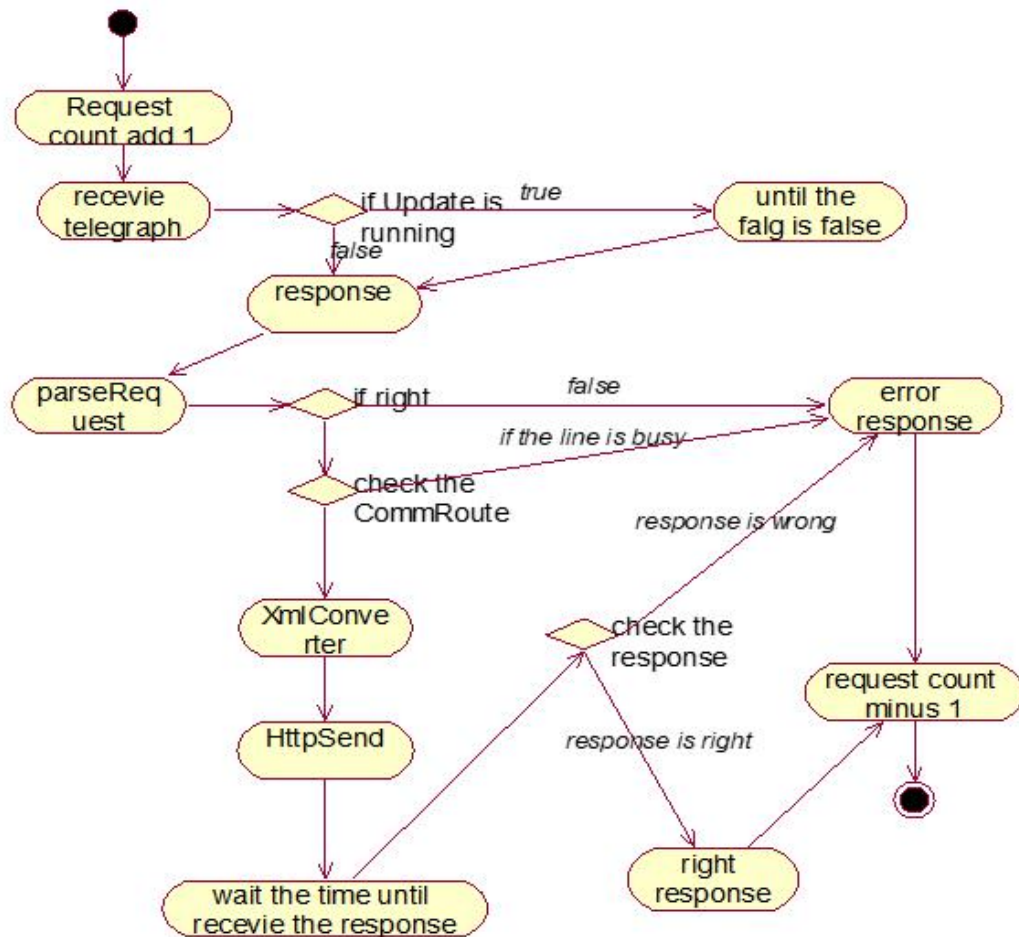 Request
count add 1
recevie
telegraph
if Update is
running
true
until the
falg is false
false
response
parseReq
uest
if right
false
error
response
if the line is busy
check the
CommRoute
response is wrong
XmlConve
rter
check the
response
request count
minus 1
HttpSend
response is right
right
response
wait the time until
recevie the response